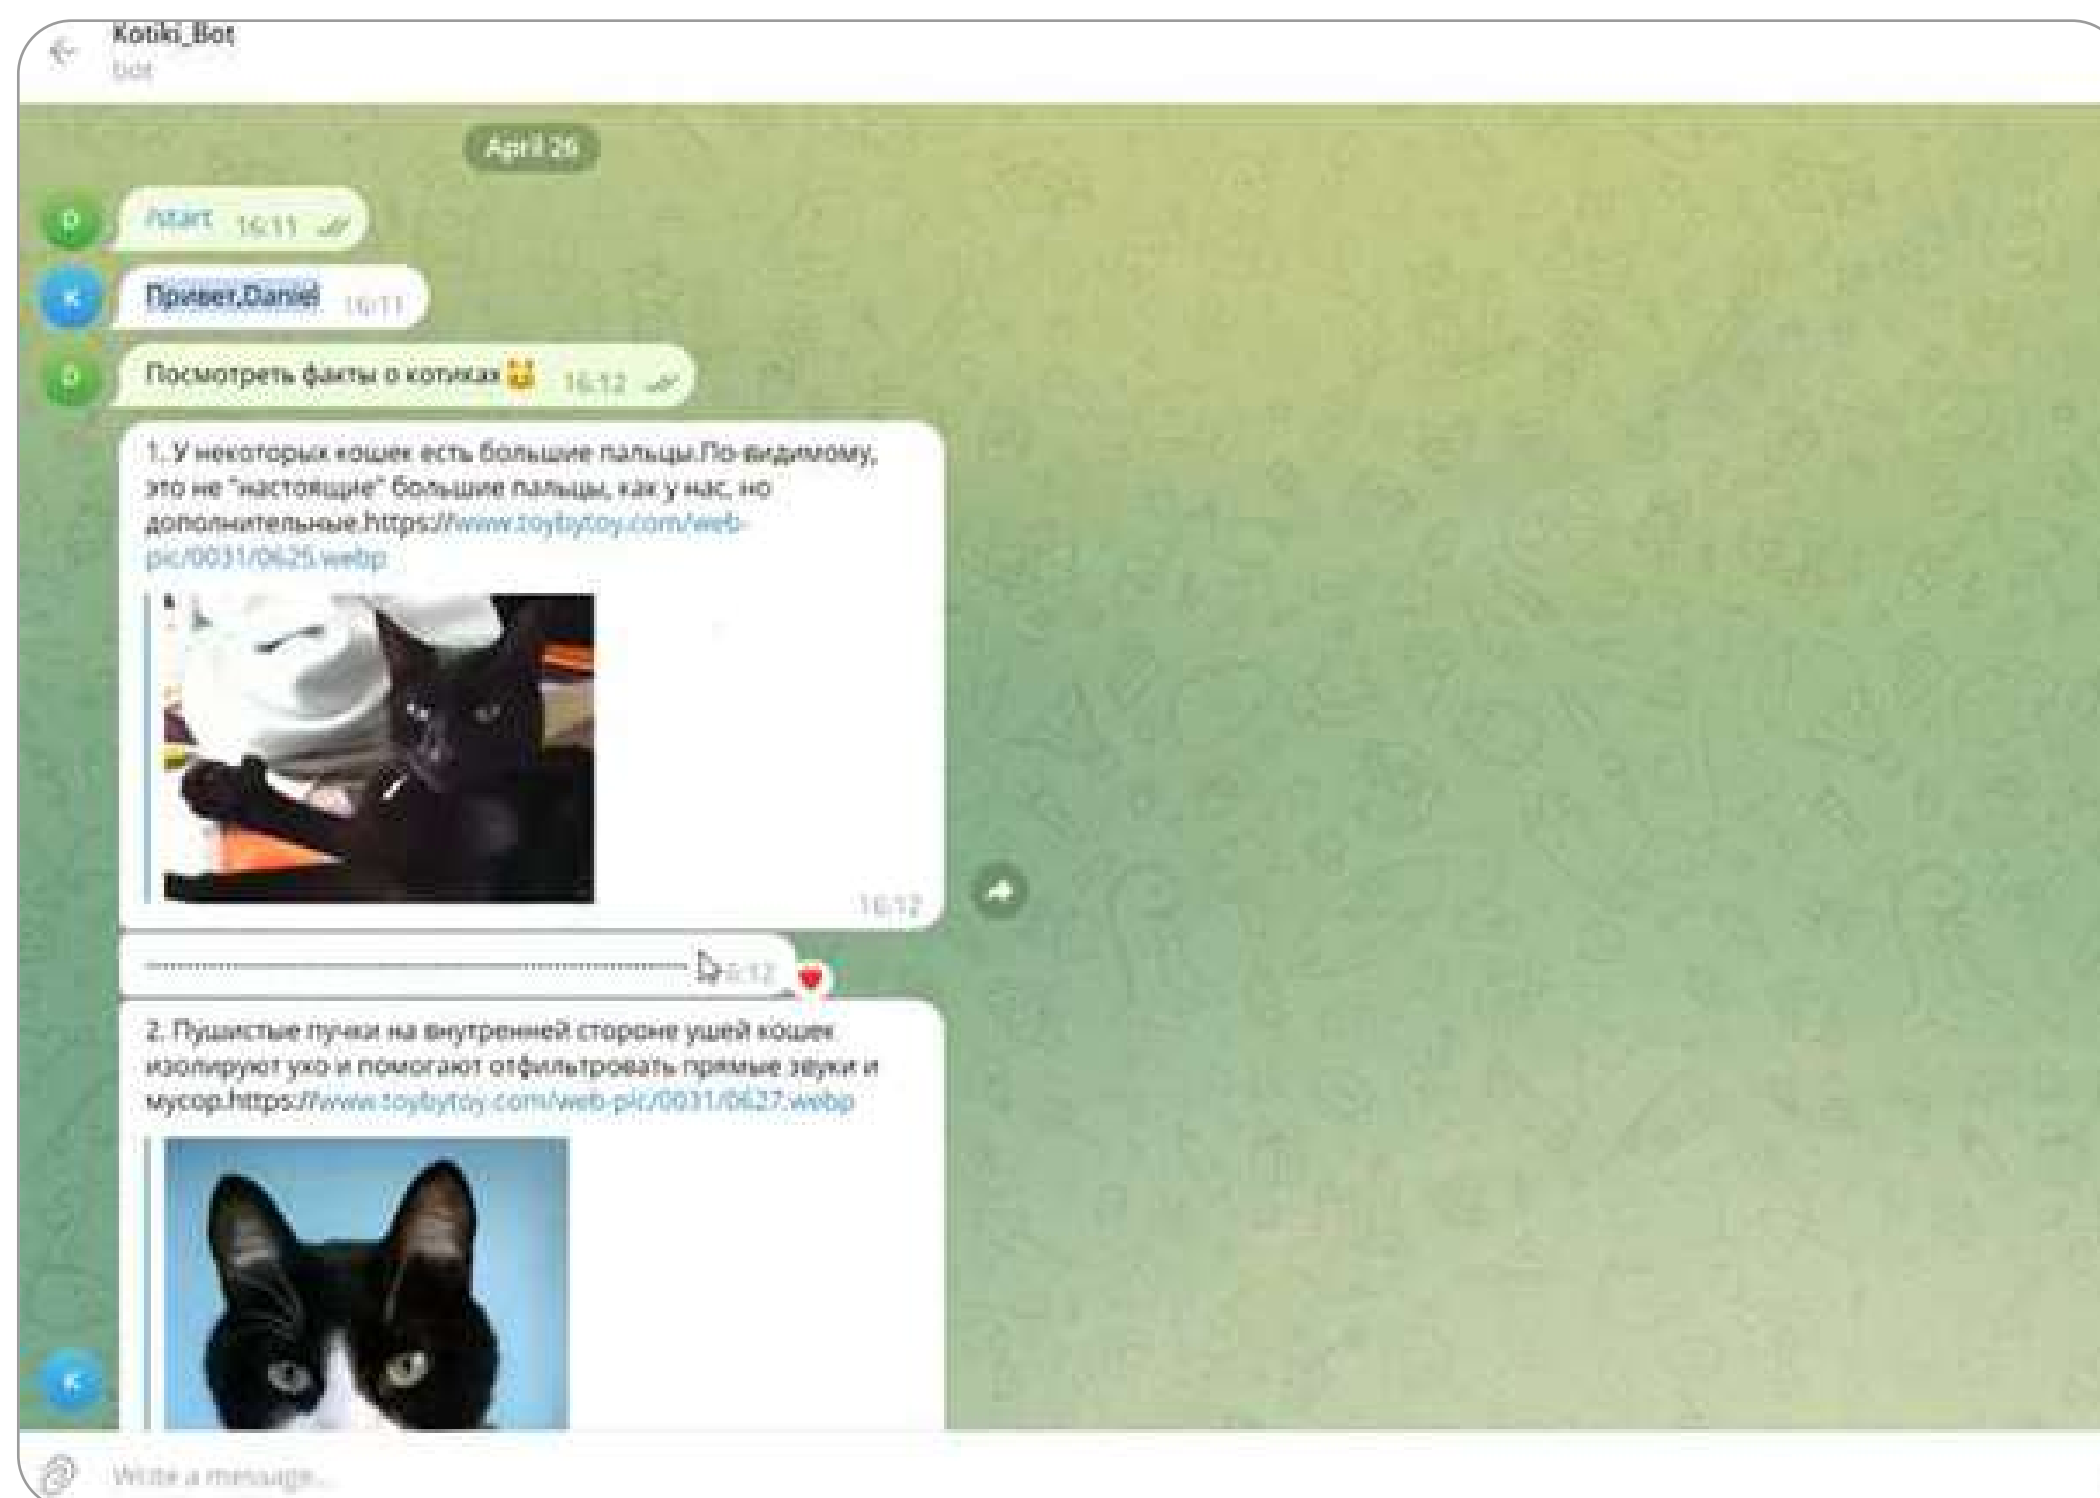 Kotiki_Bot
bot
April 26
D
/start 16:11
K
Привет,Daniel 16:11
D
Посмотреть факты о котиках 16:12
1. У некоторых кошек есть большие пальцы.По-видимому,
это не "настоящие" большие пальцы, как у нас, но
дополнительные.https://www.toybytoy.com/web-
pic/0031/0625.webp
16:12
6:12
2. Пушистые пучки на внутренней стороне ушей кошек
изолируют ухо и помогают отфильтровать прямые звуки и
мусор.https://www.toybytoy.com/web-pic/0031/0627.webp
K
Write a message...